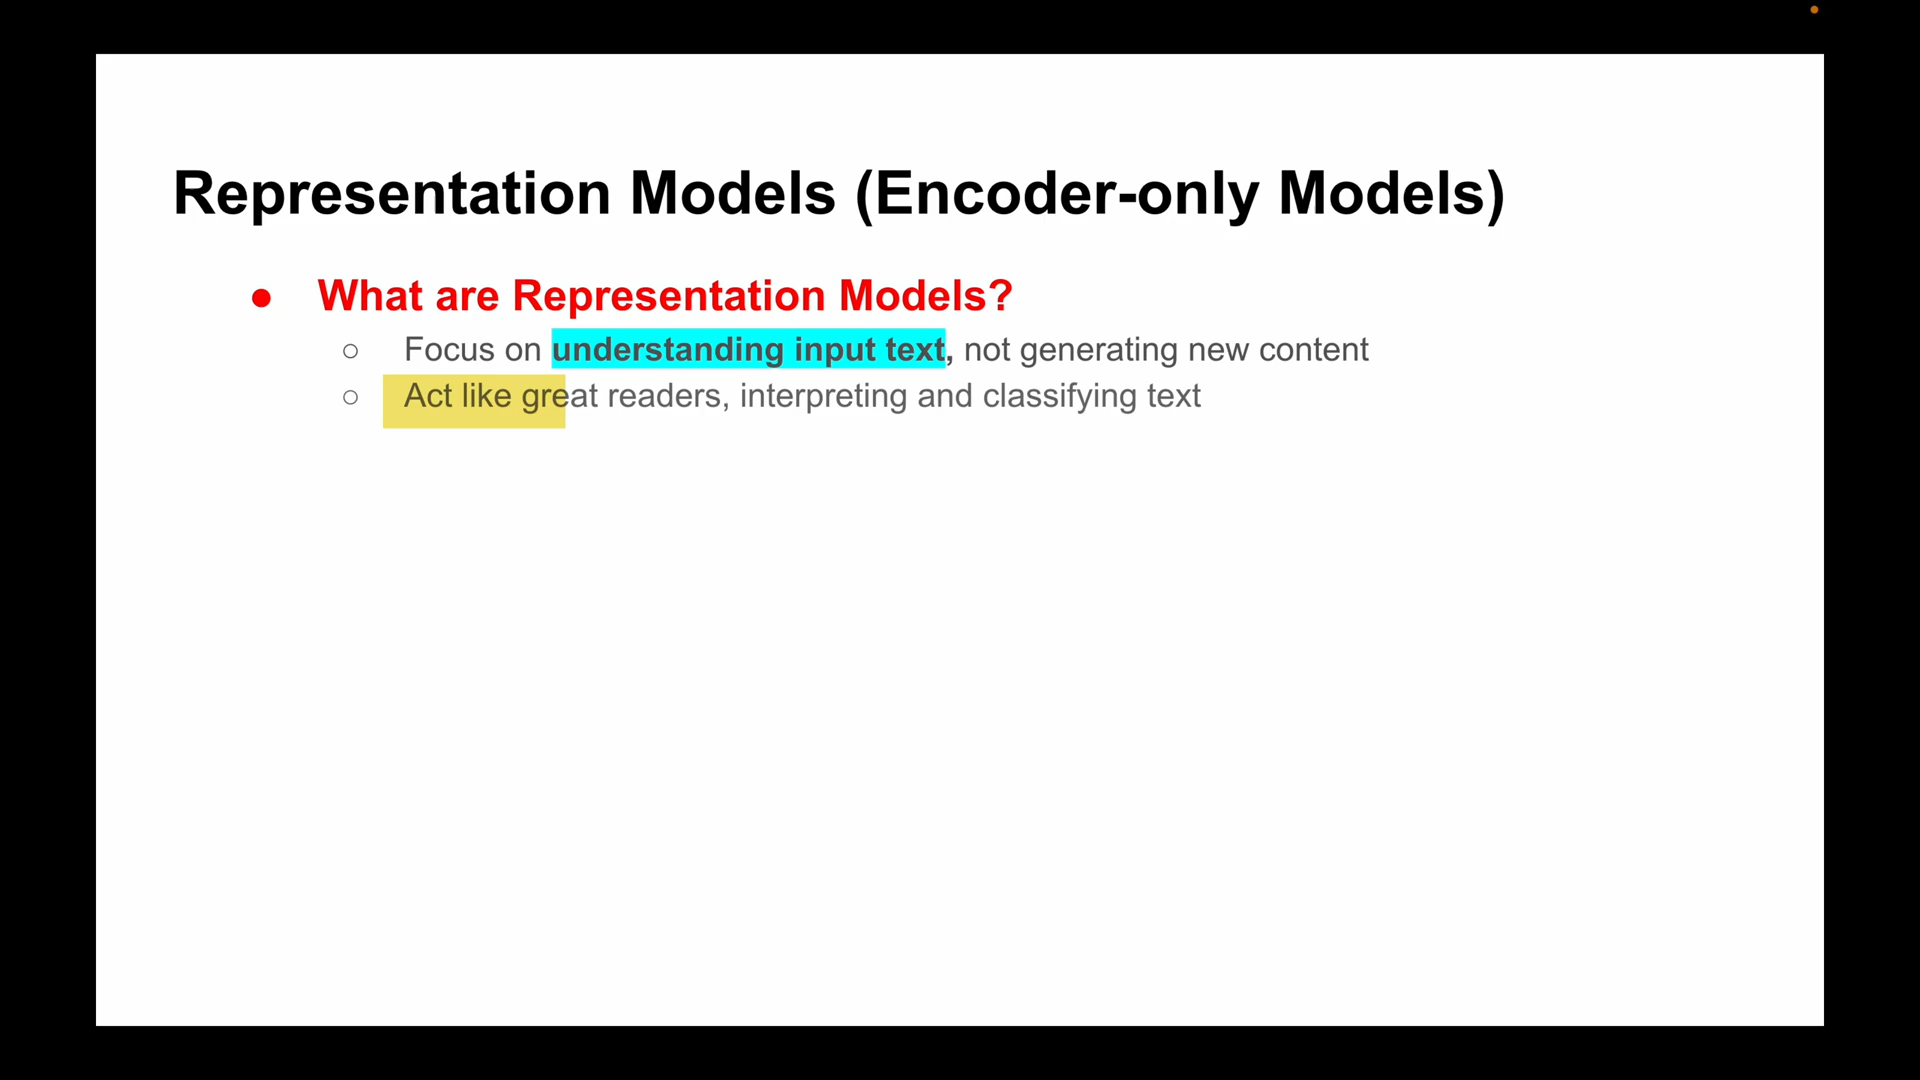 Representation Models (Encoder-only Models)
● What are Representation Models?
○ Focus on understanding input text, not generating new content
○ Act like great readers, interpreting and classifying text